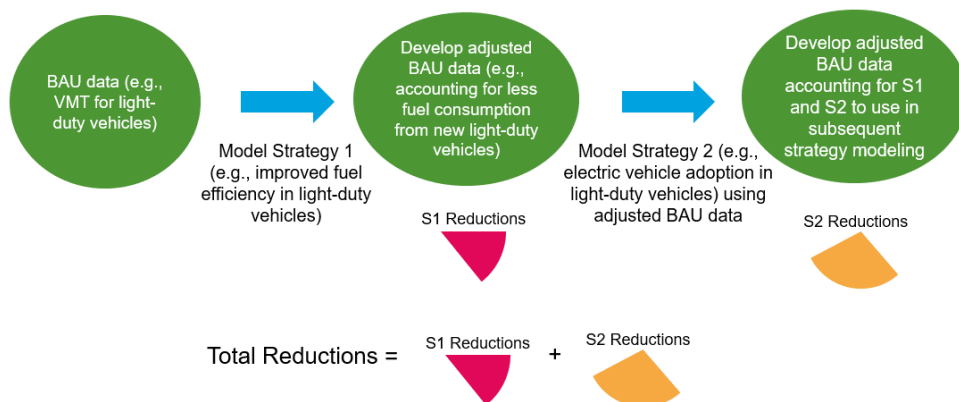 BAU data (e.g.,
VMT for light-
duty vehicles)
Model Strategy 1
(e.g., improved fuel
efficiency in light-duty
vehicles)
Develop adjusted
BAU data (e.g.,
accounting for less
fuel consumption
from new light-duty
vehicles)
S1 Reductions
Model Strategy 2 (e.g.,
electric vehicle adoption in
light-duty vehicles) using
adjusted BAU data
Develop adjusted
BAU data
accounting for S1
and S2 to use in
subsequent
strategy modeling
S2 Reductions
Total Reductions =
S1 Reductions
+
S2 Reductions